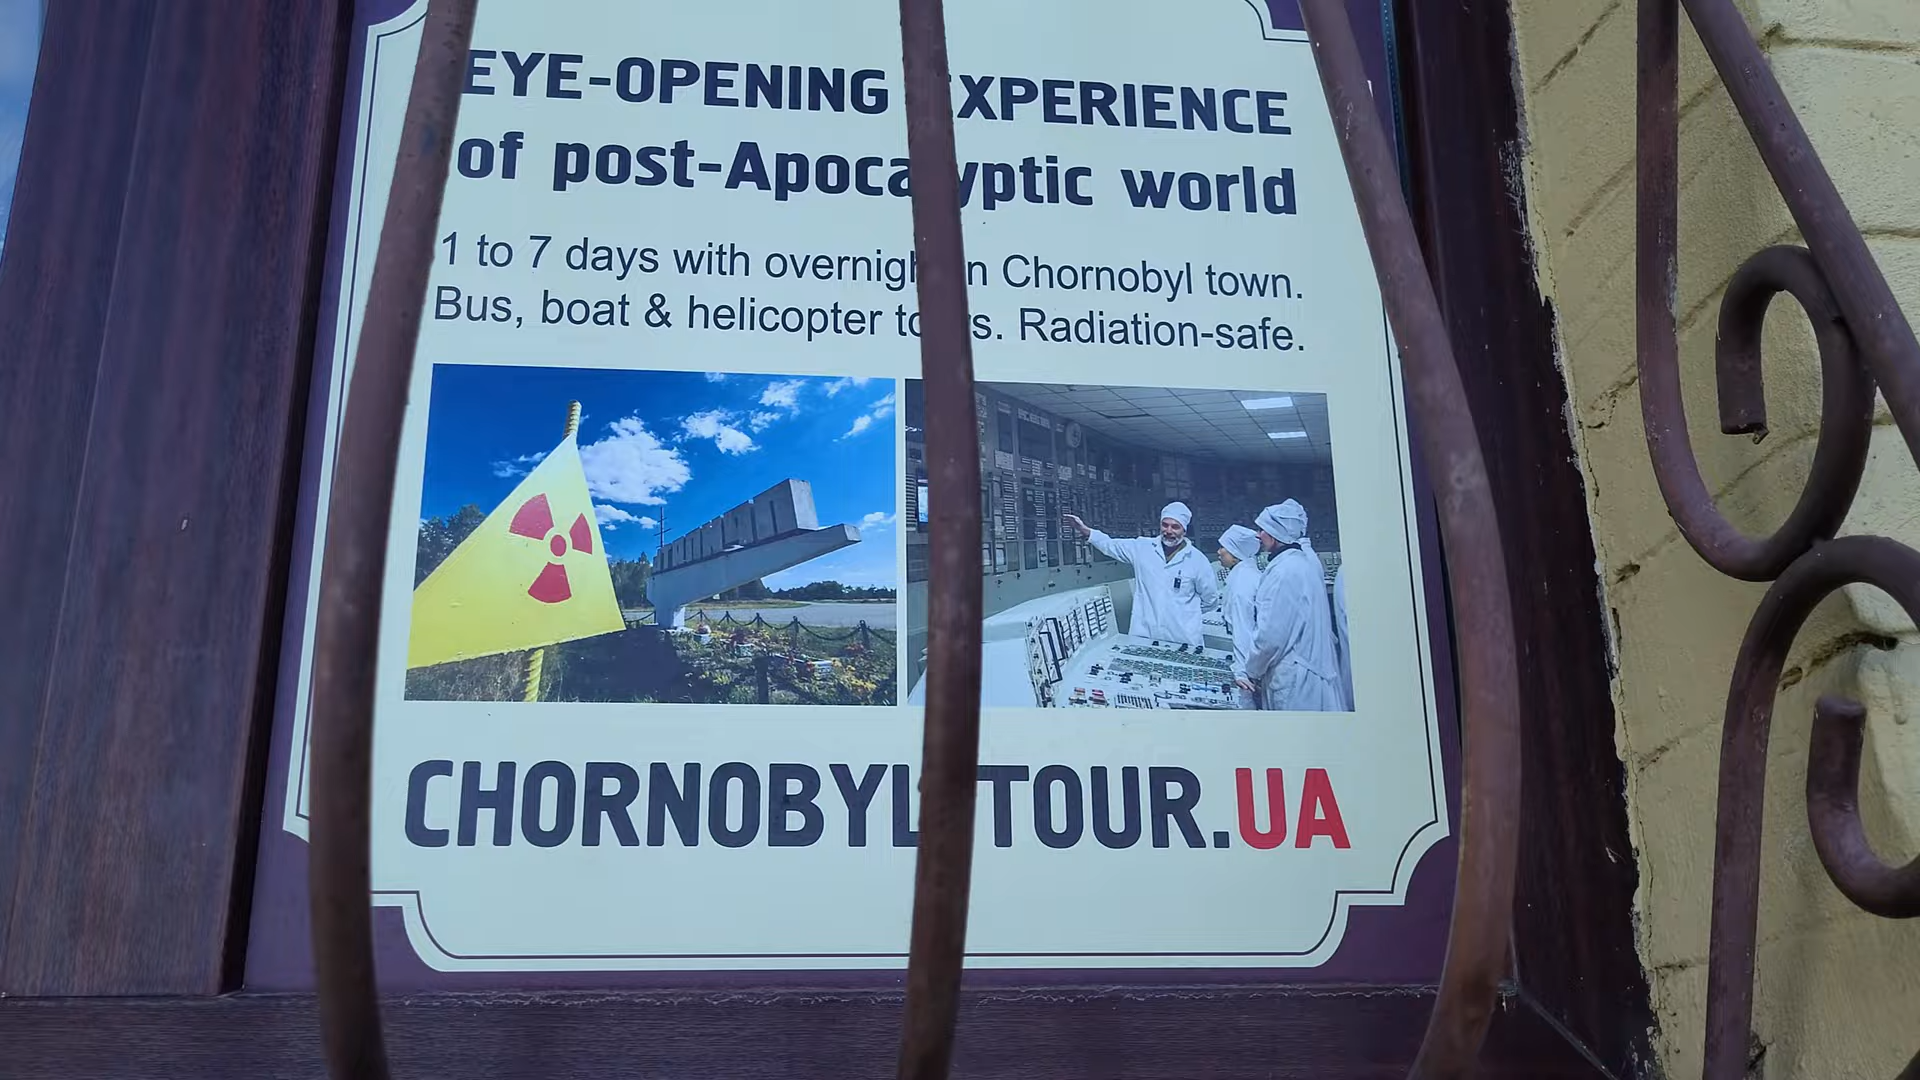 EYE-OPENING EXPERIENCE
of post-Apocalyptic world
1 to 7 days with overnight in Chornobyl town.
Bus, boat & helicopter tours. Radiation-safe.
CHORNOBYL-TOUR.UA